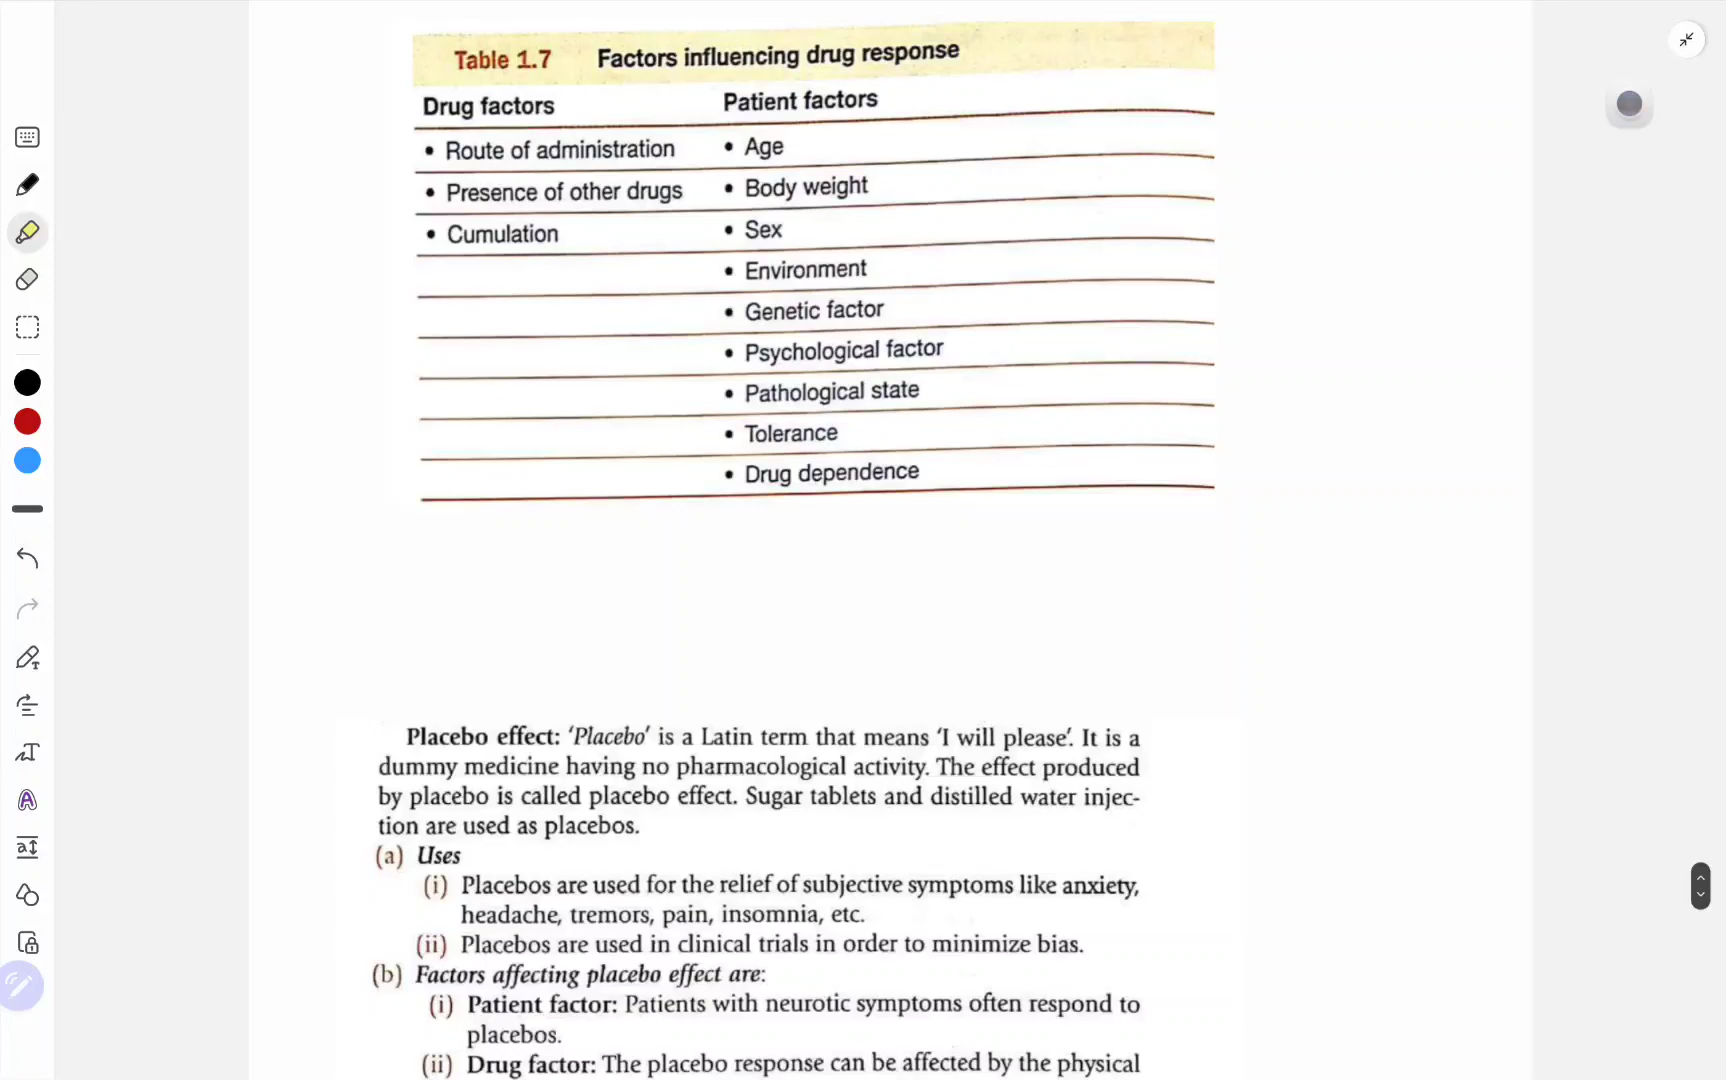 Table 1.7 Factors influencing drug response
Drug factors Patient factors
• Route of administration • Age
• Presence of other drugs • Body weight
• Cumulation • Sex
• Environment
• Genetic factor
• Psychological factor
• Pathological state
• Tolerance
• Drug dependence
Placebo effect: ‘Placebo’ is a Latin term that means ‘I will please’. It is a
dummy medicine having no pharmacological activity. The effect produced
by placebo is called placebo effect. Sugar tablets and distilled water injec-
tion are used as placebos.
(a) Uses
(i) Placebos are used for the relief of subjective symptoms like anxiety,
headache, tremors, pain, insomnia, etc.
(ii) Placebos are used in clinical trials in order to minimize bias.
(b) Factors affecting placebo effect are:
(i) Patient factor: Patients with neurotic symptoms often respond to
placebos.
(ii) Drug factor: The placebo response can be affected by the physical